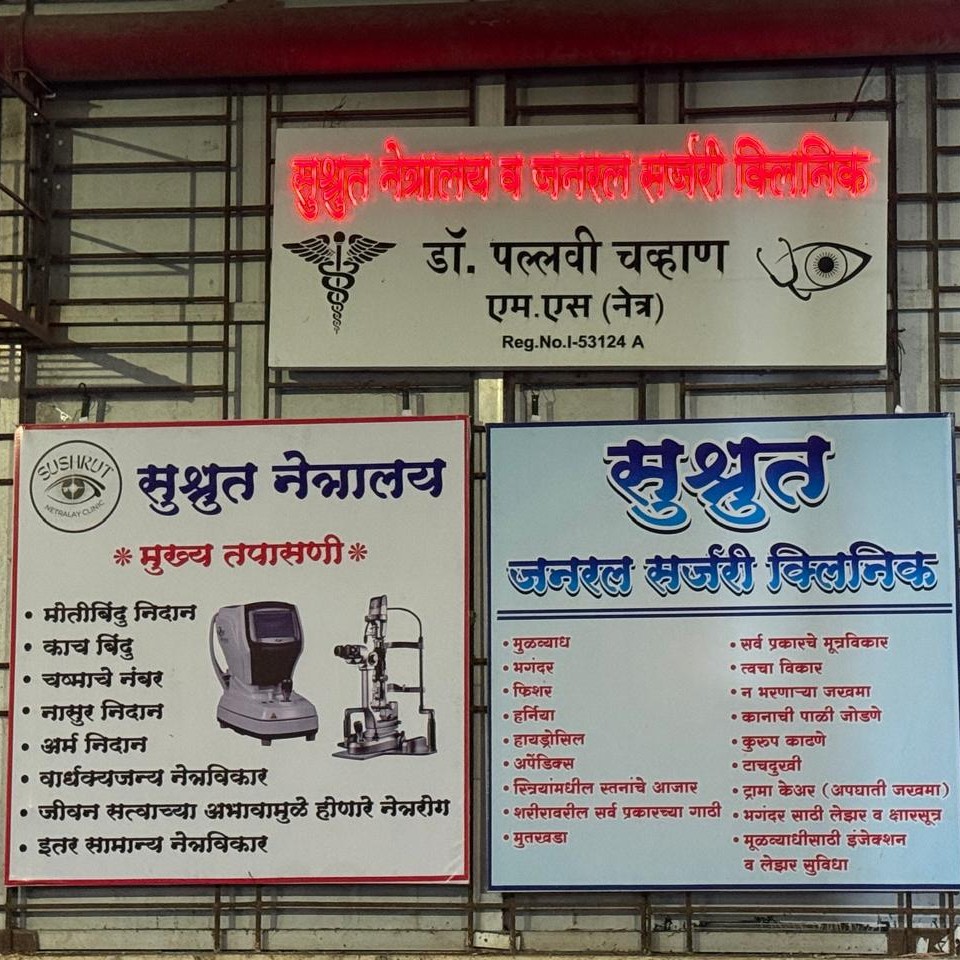 सुश्रुत नेत्रालय व जनरल सर्जरी क्लिनिक
डॉ. पल्लवी चव्हाण
एम.एस (नेत्र)
Reg.No.I-53124 A
SUSHRUT
NETRALAY CLINIC
सुश्रुत नेत्रालय
* मुख्य तपासणी *
• मोतीबिंदु निदान
• काच बिंदु
• चष्माचे नंबर
• नासुर निदान
• अर्म निदान
• वार्धक्यजन्य नेत्रविकार
• जीवन सत्वाच्या अभावामुळे होणारे नेत्ररोग
• इतर सामान्य नेत्रविकार
सुश्रुत
जनरल सर्जरी क्लिनिक
• मुळव्याध
• भगंदर
• फिशर
• हर्निया
• हायड्रोसिल
• अपेंडिक्स
• स्त्रियांमधील स्तनांचे आजार
• शरीरावरील सर्व प्रकारच्या गाठी
• मुतखडा
• सर्व प्रकारचे मूत्रविकार
• त्वचा विकार
• न भरणाऱ्या जखमा
• कानाची पाळी जोडणे
• कुरुप काढणे
• टाचदुखी
• ट्रामा केअर (अपघाती जखमा)
• भगंदर साठी लेझर व क्षारसूत्र
• मूळव्याधीसाठी इंजेक्शन
व लेझर सुविधा